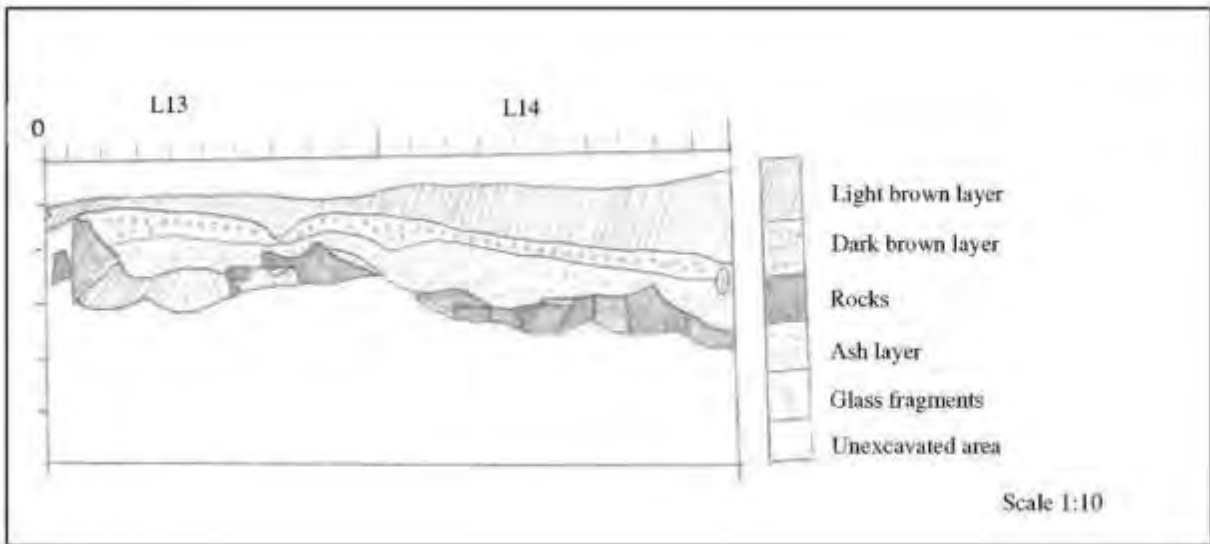 L13
L14
0
Light brown layer
Dark brown layer
Rocks
Ash layer
Glass fragments
Unexcavated area
Scale 1:10